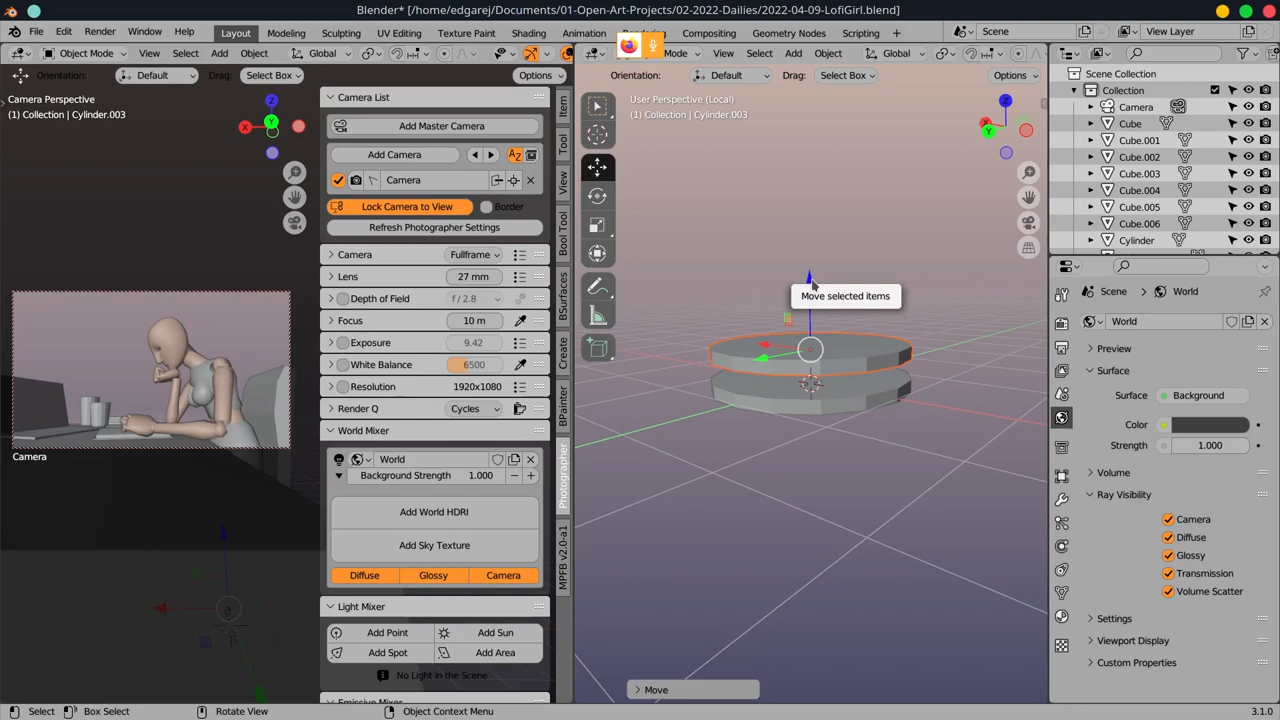 Blender* [/home/edgarej/Documents/01-Open-Art-Projects/02-2022-Dailies/2022-04-09-LofiGirl.blend]
File Edit Render Window Help Layout Modeling Sculpting UV Editing Texture Paint Shading Animation Compositing Geometry Nodes Scripting Scene View Layer
Object Mode View Select Add Object Global
Mode View Select Add Object Global
Orientation: Default Drag: Select Box Options
Orientation: Default Drag: Select Box Options
Camera Perspective
(1) Collection | Cylinder.003
X
Y
Z
Camera
Camera List
Add Master Camera
Add Camera AZ
Camera
Lock Camera to View Border
Refresh Photographer Settings
Camera Fullframe
Lens 27 mm
Depth of Field f / 2.8
Focus 10 m
Exposure 9.42
White Balance 6500
Resolution 1920x1080
Render Q Cycles
World Mixer
World
Background Strength 1.000
Add World HDRI
Add Sky Texture
Diffuse Glossy Camera
Light Mixer
Add Point Add Sun
Add Spot Add Area
No Light in the Scene
Emissive Mixer
Item
Tool
View
Bool Tool
BSurfaces
Create
BPainter
Photographer
MPFB v2.0-a1
User Perspective (Local)
(1) Collection | Cylinder.003
Z
X
Y
Move selected items
Move
Scene Collection
Collection
Camera
Cube
Cube.001
Cube.002
Cube.003
Cube.004
Cube.005
Cube.006
Cylinder
Scene World
World
Preview
Surface
Surface Background
Color
Strength 1.000
Volume
Ray Visibility
Camera
Diffuse
Glossy
Transmission
Volume Scatter
Settings
Viewport Display
Custom Properties
Select Box Select Rotate View Object Context Menu 3.1.0